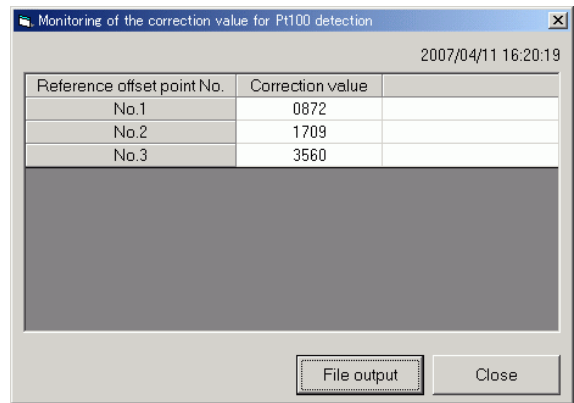 Monitoring of the correction value for Pt100 detection
2007/04/11 16:20:19
Reference offset point No. Correction value
No.1 0872
No.2 1709
No.3 3560
File output Close